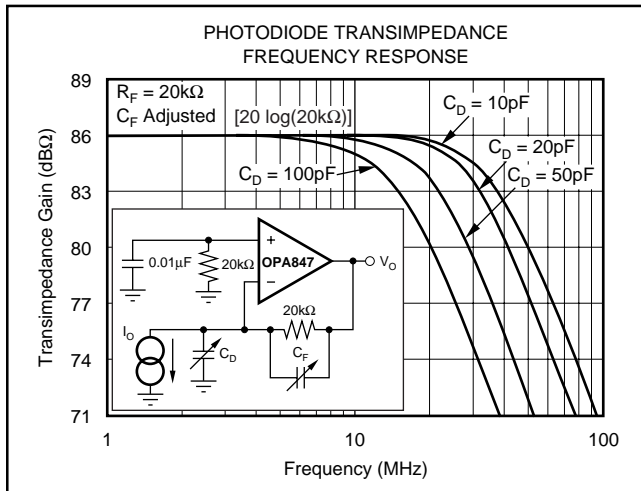 PHOTODIODE TRANSIMPEDANCE
FREQUENCY RESPONSE
Transimpedance Gain (dBΩ)
89
86
83
80
77
74
71
R_F = 20kΩ
C_F Adjusted
[20 log(20kΩ)]
C_D = 10pF
C_D = 20pF
C_D = 50pF
C_D = 100pF
+
OPA847
−
V_O
0.01µF
20kΩ
20kΩ
I_O
C_D
C_F
1
10
100
Frequency (MHz)